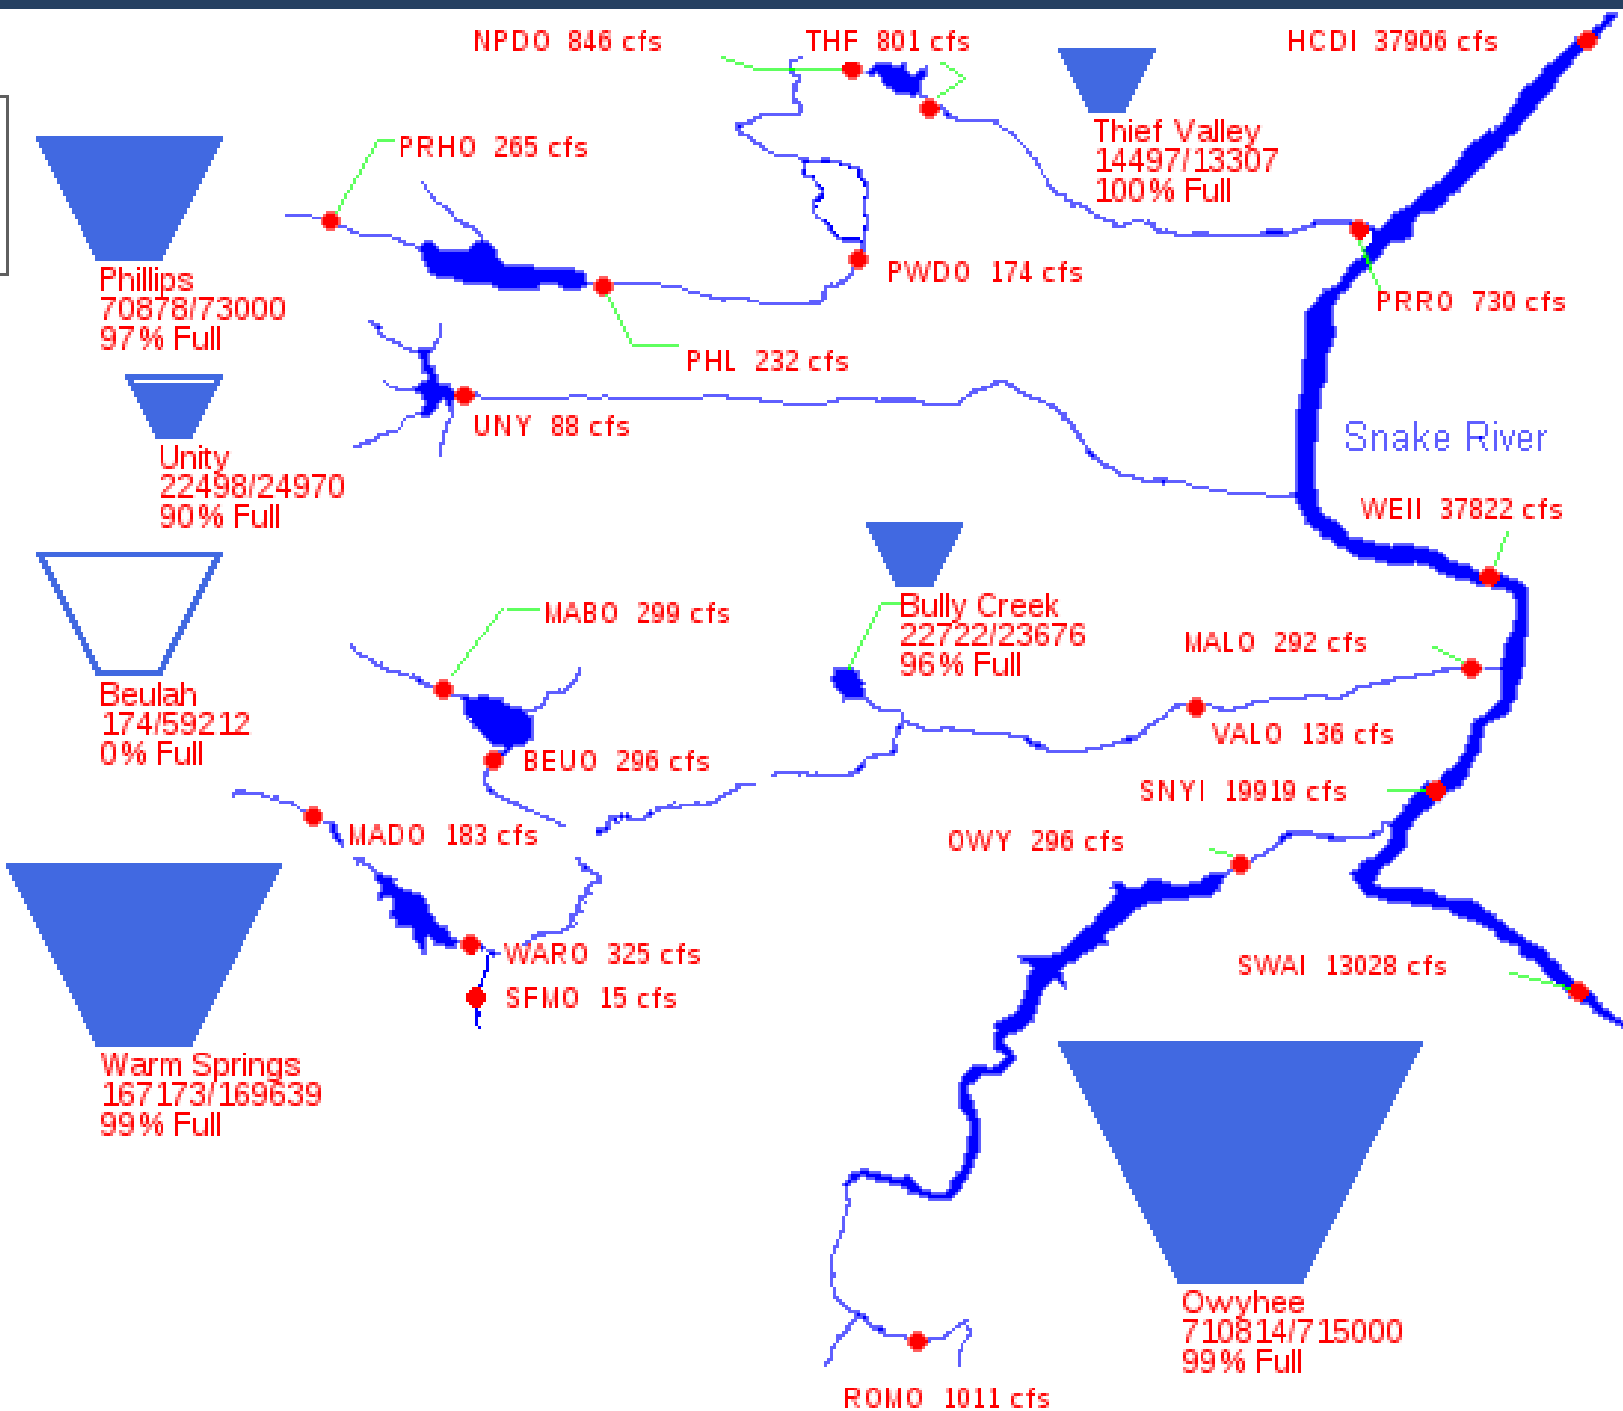 NPDO 846 cfs
THF 801 cfs
HCDI 37906 cfs
Thief Valley
14497/13307
100% Full
PRHO 265 cfs
Phillips
70878/73000
97% Full
PWDO 174 cfs
PRRO 730 cfs
PHL 232 cfs
UNY 88 cfs
Unity
22498/24970
90% Full
Snake River
WEII 37822 cfs
Beulah
174/59212
0% Full
MABO 299 cfs
Bully Creek
22722/23676
96% Full
MALO 292 cfs
VALO 136 cfs
BEUO 296 cfs
SNYI 19919 cfs
MADO 183 cfs
OWY 296 cfs
WARO 325 cfs
SFMO 15 cfs
SWAI 13028 cfs
Warm Springs
167173/169639
99% Full
Owyhee
710814/715000
99% Full
ROMO 1011 cfs